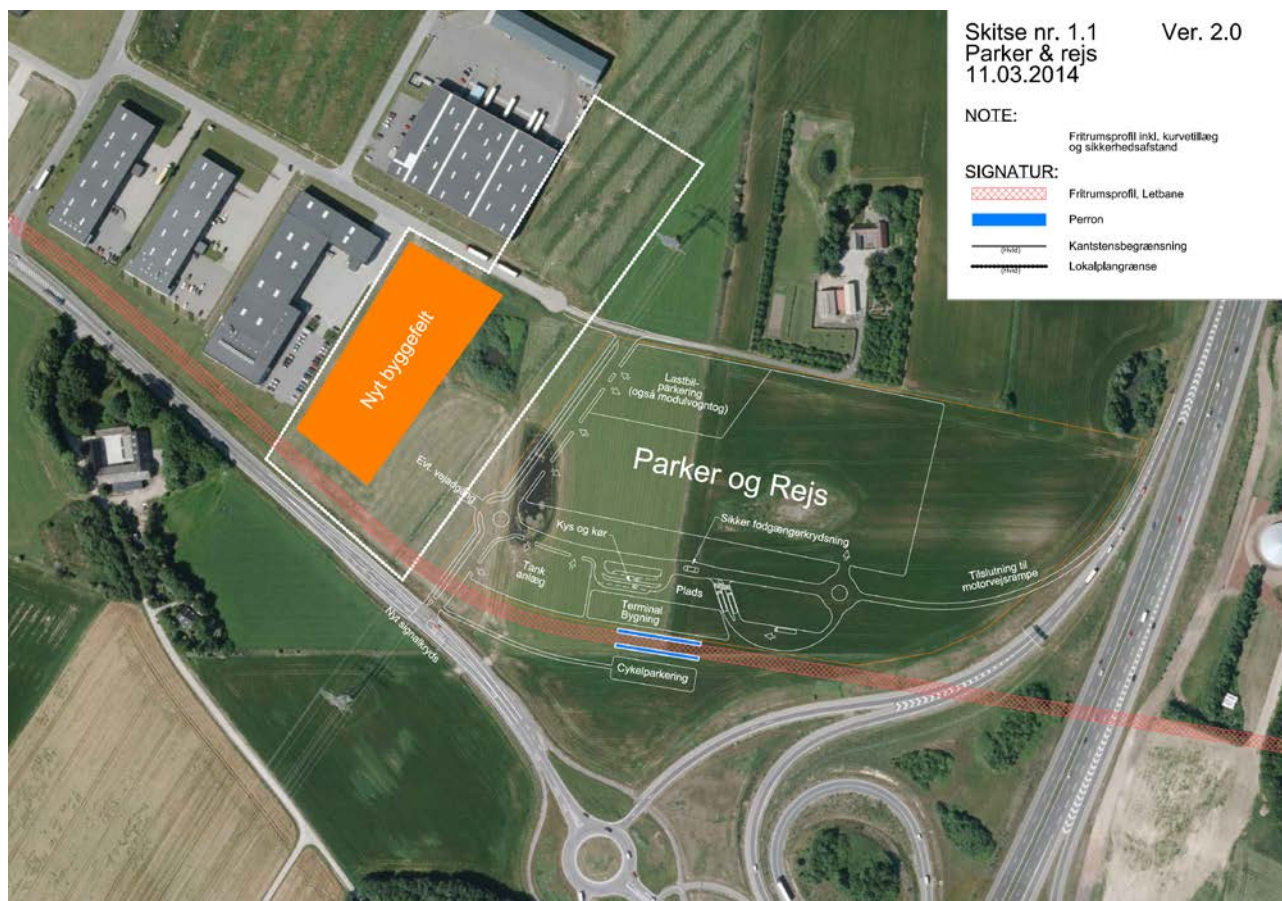 Skitse nr. 1.1 Ver. 2.0
Parker & rejs
11.03.2014
NOTE:
Fritrumsprofil inkl. kurvetillæg
og sikkerhedsafstand
SIGNATUR:
Fritrumsprofil, Letbane
Perron
(Hvid)
Kantstensbegrænsning
(Hvid)
Lokalplangrænse
Nyt byggefelt
Lastbil-
parkering
(også modulvogntog)
Parker og Rejs
Evt. vejadgang
Kys og kør
Sikker fodgængerkrydsning
Tank
anlæg
Plads
Tilslutning til
motorvejsrampe
Terminal
Bygning
Nyt signalkryds
Cykelparkering